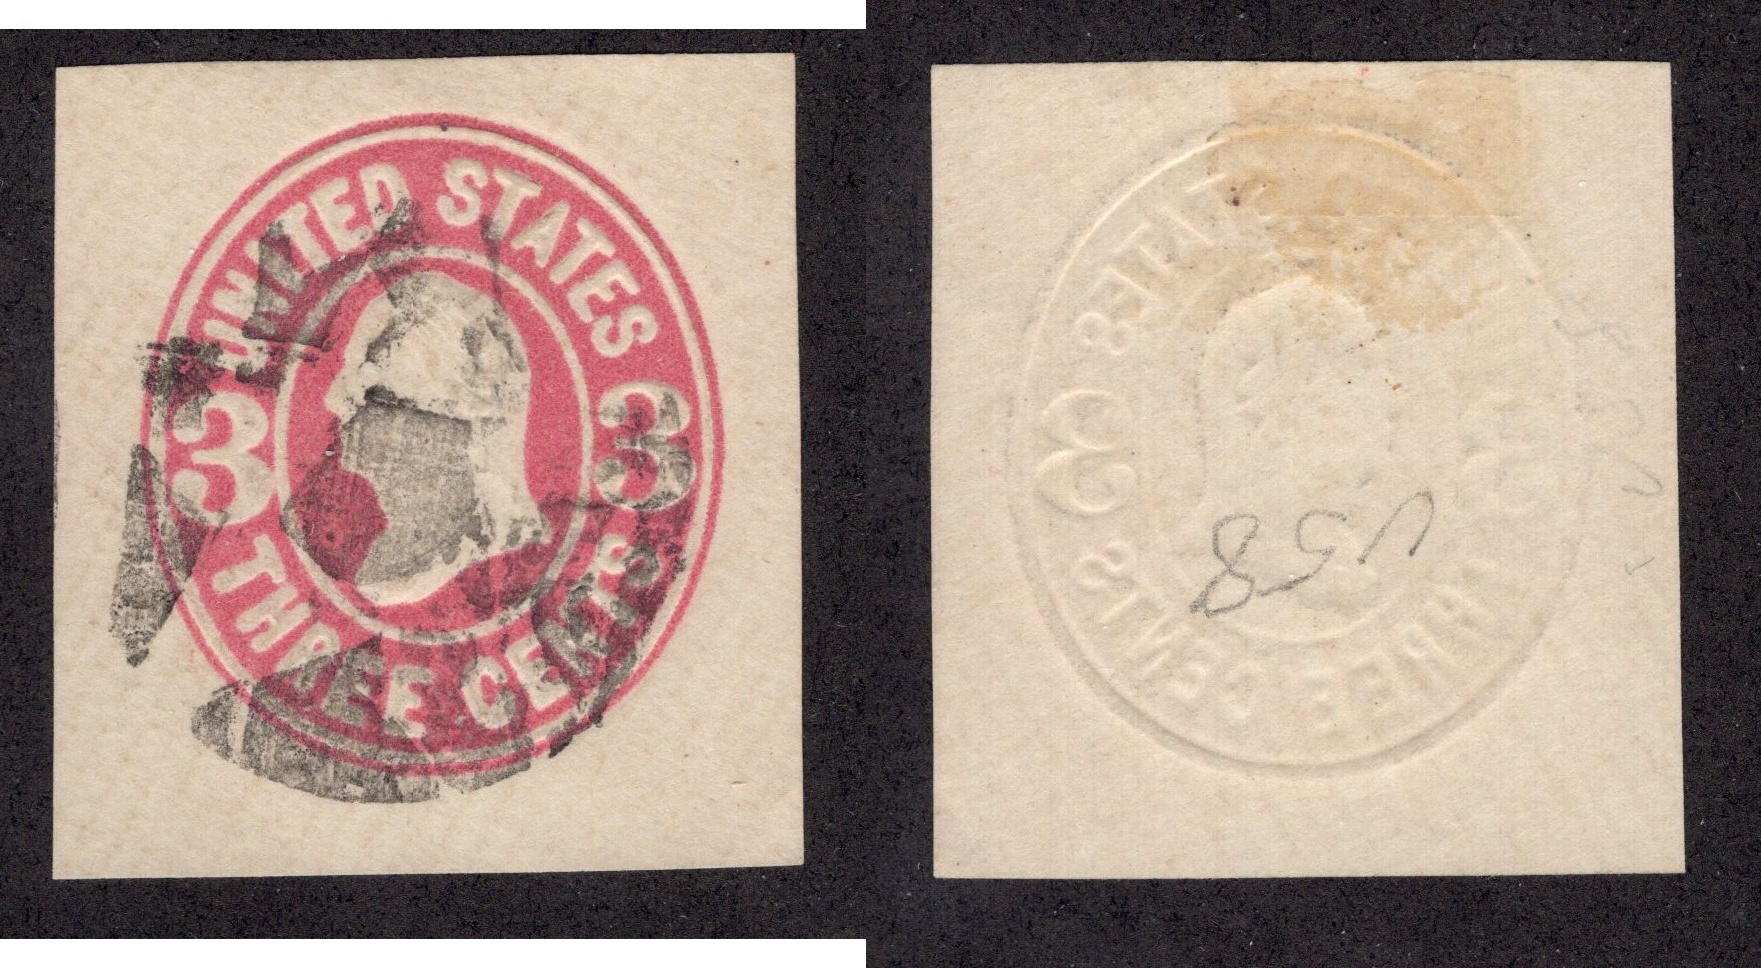 UNITED STATES
3 3
THREE CENTS
U58